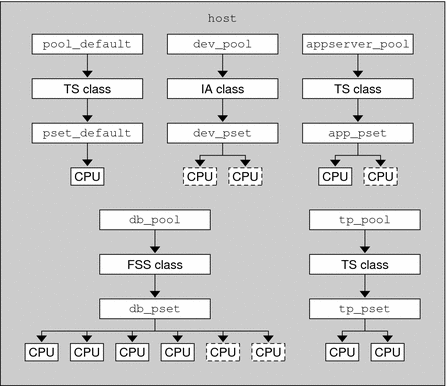 host
pool_default dev_pool appserver_pool
TS class IA class TS class
pset_default dev_pset app_pset
CPU CPU CPU CPU CPU
db_pool tp_pool
FSS class TS class
db_pset tp_pset
CPU CPU CPU CPU CPU CPU CPU CPU